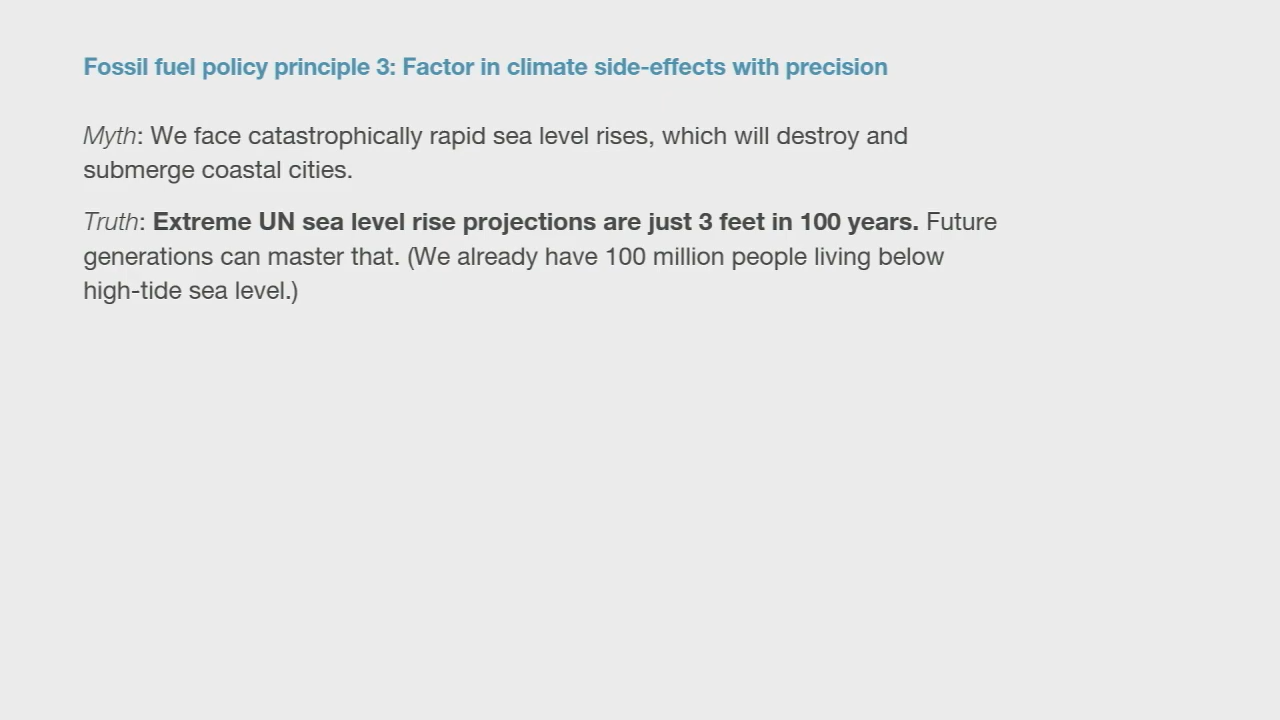 Fossil fuel policy principle 3: Factor in climate side-effects with precision
Myth: We face catastrophically rapid sea level rises, which will destroy and
submerge coastal cities.
Truth: Extreme UN sea level rise projections are just 3 feet in 100 years. Future
generations can master that. (We already have 100 million people living below
high-tide sea level.)